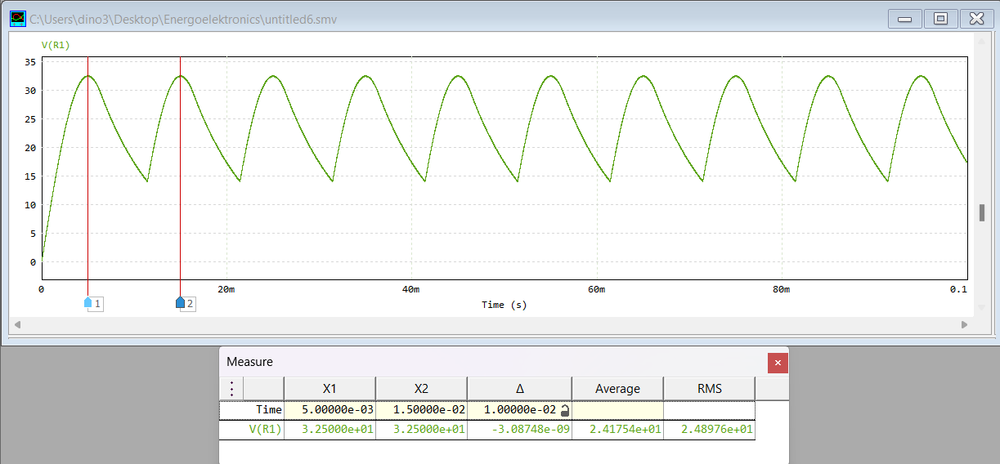 C:\Users\dino3\Desktop\Energoelektronics\untitled6.smv
V(R1)
35
30
25
20
15
10
5
0
0 20m 40m 60m 80m 0.1
1 2
Time (s)
Measure
X1 X2 Δ Average RMS
Time 5.00000e-03 1.50000e-02 1.00000e-02
V(R1) 3.25000e+01 3.25000e+01 -3.08748e-09 2.41754e+01 2.48976e+01